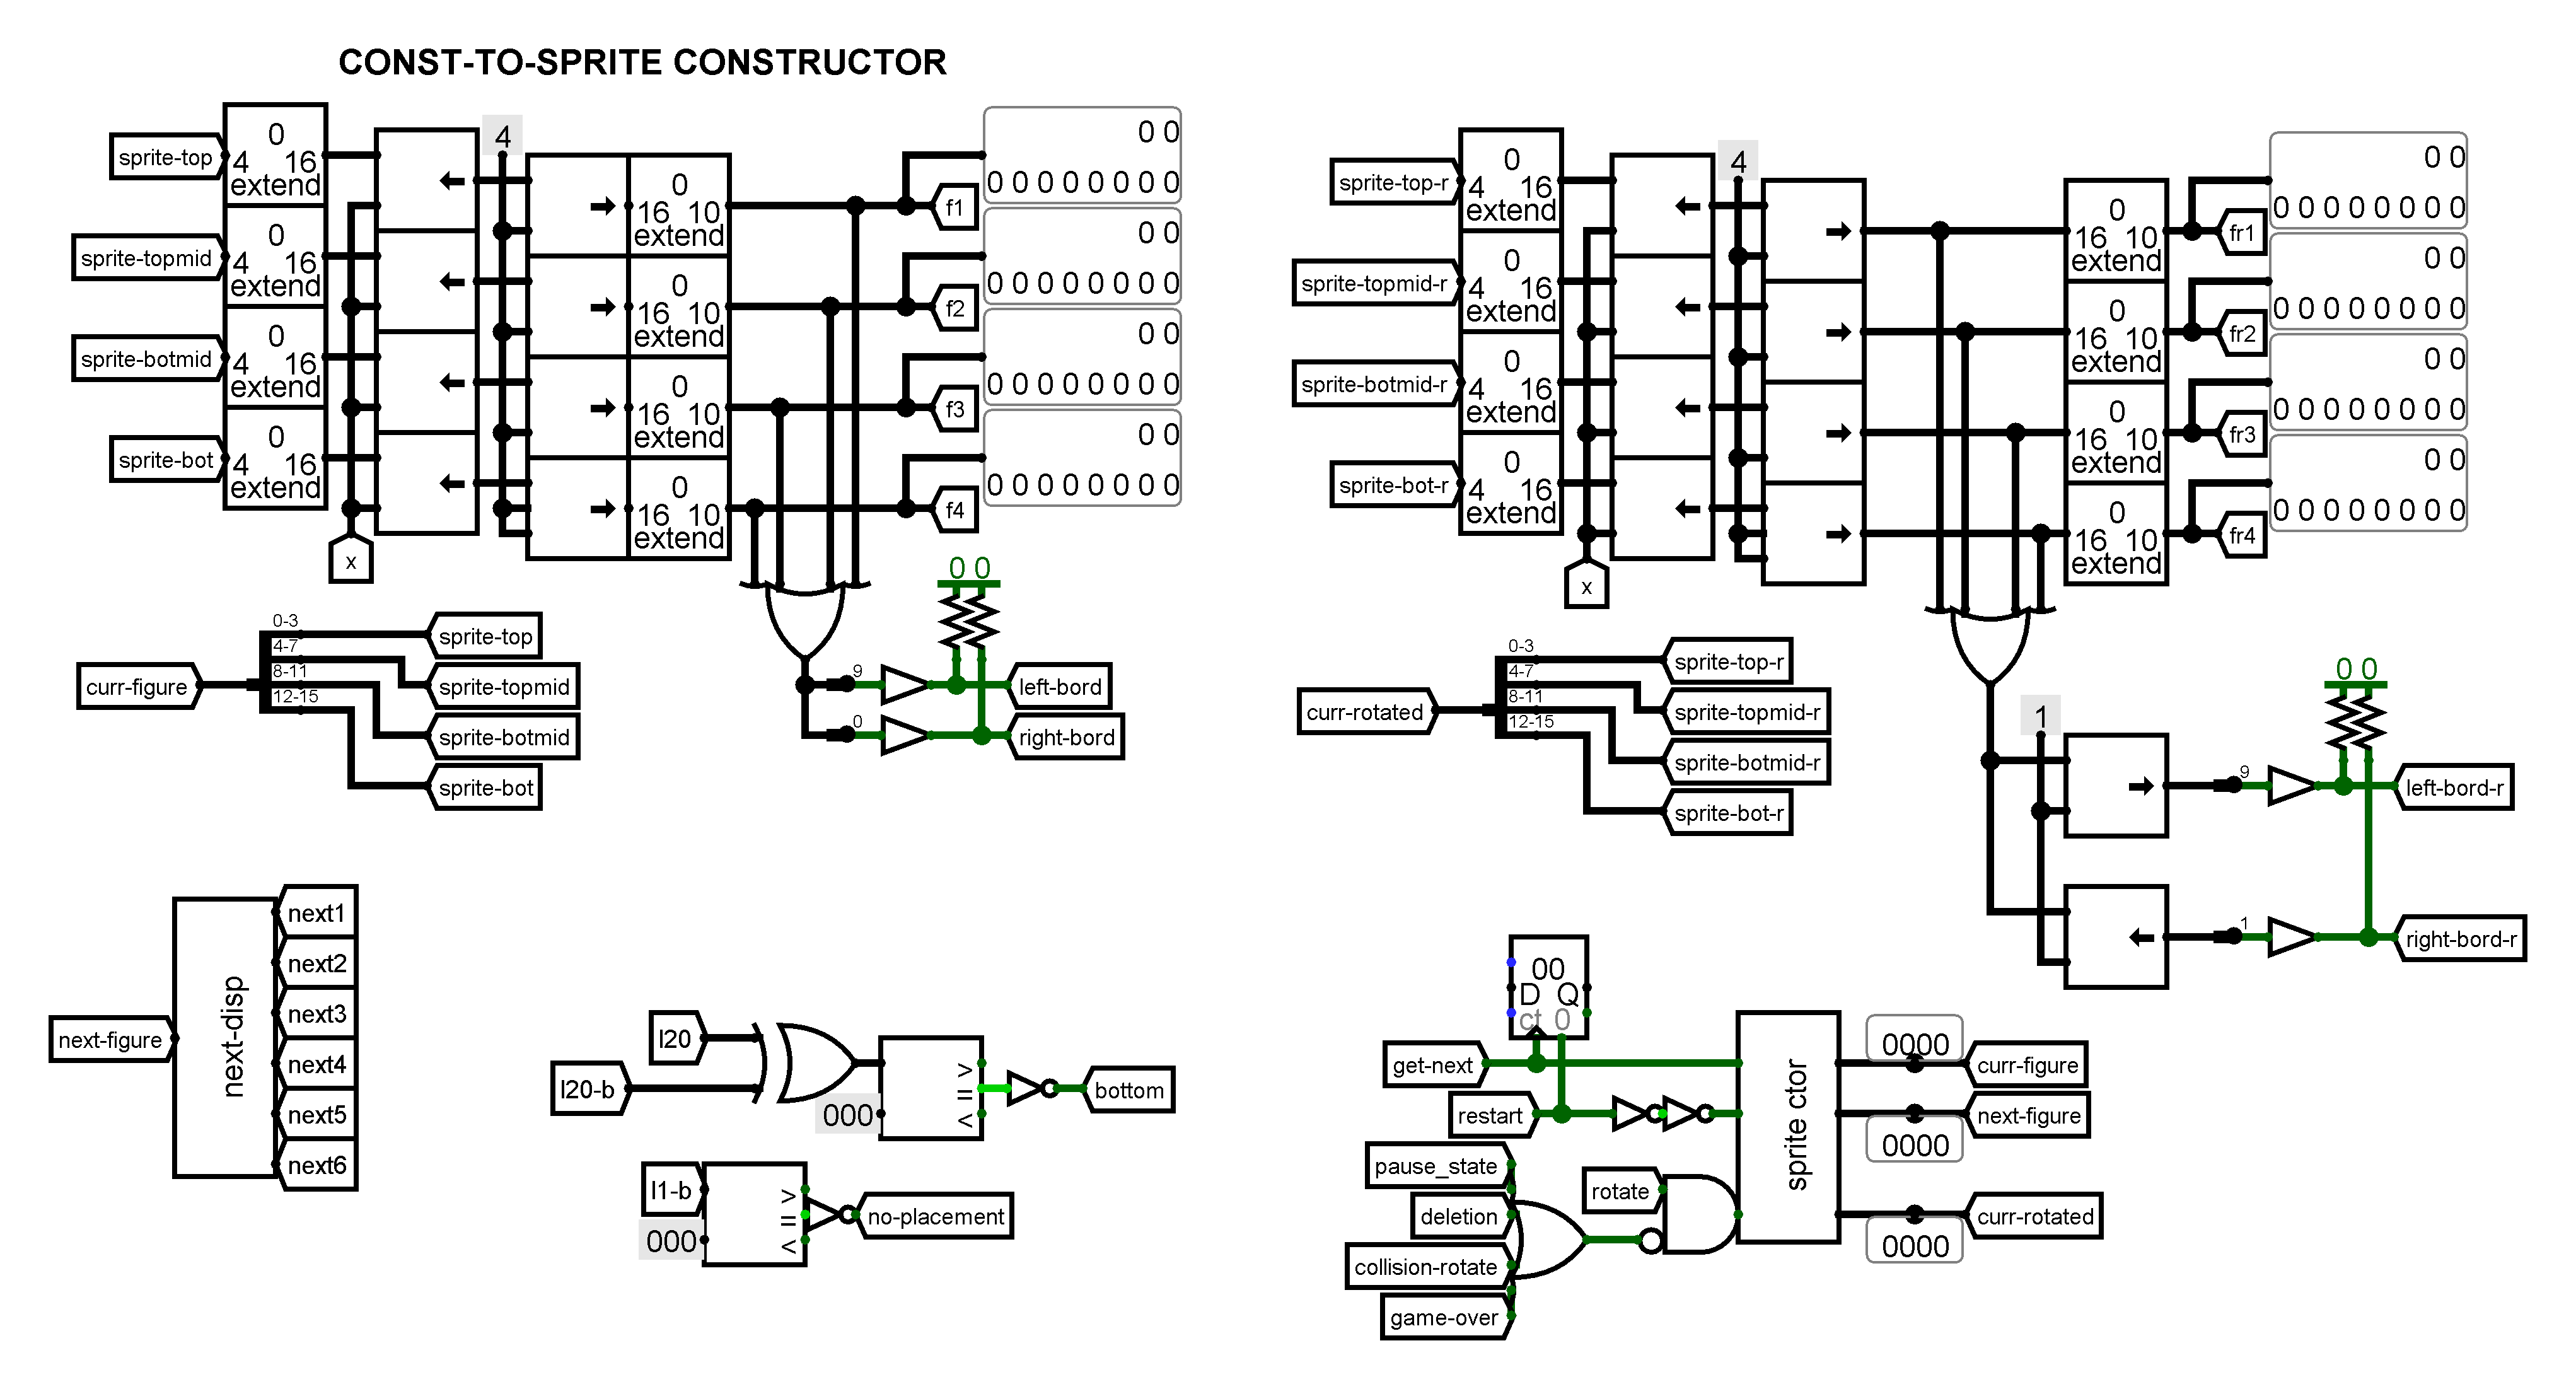 CONST-TO-SPRITE CONSTRUCTOR
sprite-top
sprite-topmid
sprite-botmid
sprite-bot
0
4 16
extend
0
4 16
extend
0
4 16
extend
0
4 16
extend
x
4
0
16 10
extend
0
16 10
extend
0
16 10
extend
0
16 10
extend
f1
f2
f3
f4
0 0
0 0 0 0 0 0 0 0
0 0
0 0 0 0 0 0 0 0
0 0
0 0 0 0 0 0 0 0
0 0
0 0 0 0 0 0 0 0
0 0
9
left-bord
0
right-bord
curr-figure
0-3
4-7
8-11
12-15
sprite-top
sprite-topmid
sprite-botmid
sprite-bot
next-figure
next-disp
next1
next2
next3
next4
next5
next6
l20
l20-b
000
>
=
<
bottom
l1-b
000
>
=
<
no-placement
sprite-top-r
sprite-topmid-r
sprite-botmid-r
sprite-bot-r
0
4 16
extend
0
4 16
extend
0
4 16
extend
0
4 16
extend
x
4
0
16 10
extend
0
16 10
extend
0
16 10
extend
0
16 10
extend
fr1
fr2
fr3
fr4
0 0
0 0 0 0 0 0 0 0
0 0
0 0 0 0 0 0 0 0
0 0
0 0 0 0 0 0 0 0
0 0
0 0 0 0 0 0 0 0
curr-rotated
0-3
4-7
8-11
12-15
sprite-top-r
sprite-topmid-r
sprite-botmid-r
sprite-bot-r
1
0 0
9
left-bord-r
1
right-bord-r
00
D Q
ct 0
get-next
restart
pause_state
deletion
collision-rotate
game-over
rotate
sprite ctor
0000
curr-figure
next-figure
0000
curr-rotated
0000